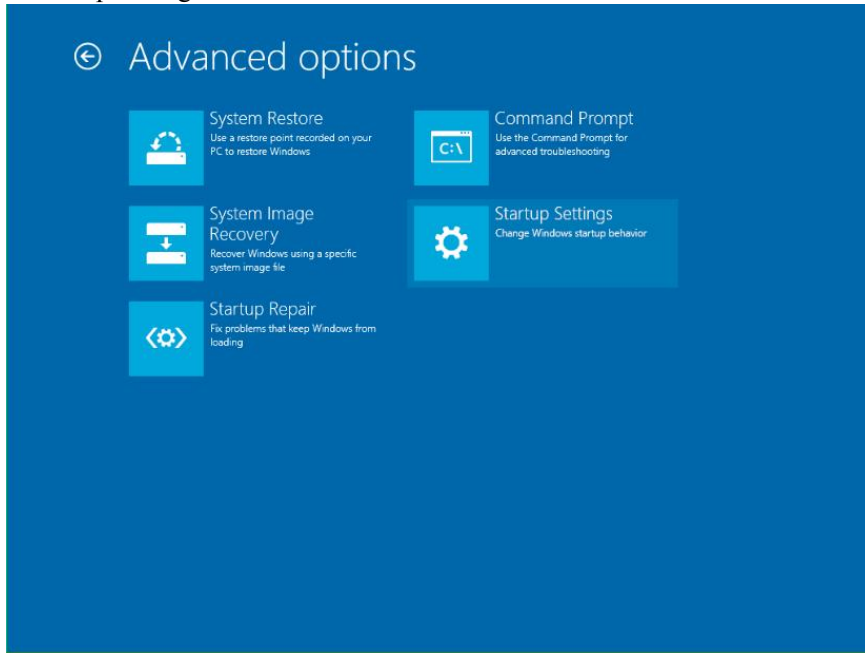 Advanced options
System Restore
Use a restore point recorded on your
PC to restore Windows
System Image
Recovery
Recover Windows using a specific
system image file
Startup Repair
Fix problems that keep Windows from
loading
Command Prompt
Use the Command Prompt for
advanced troubleshooting
C:\
Startup Settings
Change Windows startup behavior